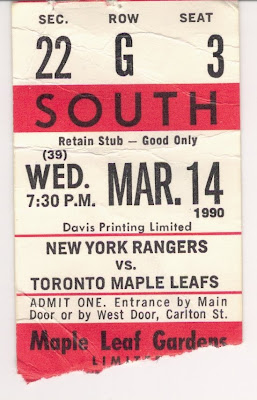 SEC. ROW SEAT
22 G 3
SOUTH
Retain Stub — Good Only
(39)
WED. MAR. 14
7:30 P.M. 1990
Davis Printing Limited
NEW YORK RANGERS
VS.
TORONTO MAPLE LEAFS
ADMIT ONE. Entrance by Main
Door or by West Door, Carlton St.
Maple Leaf Gardens
LIMITED